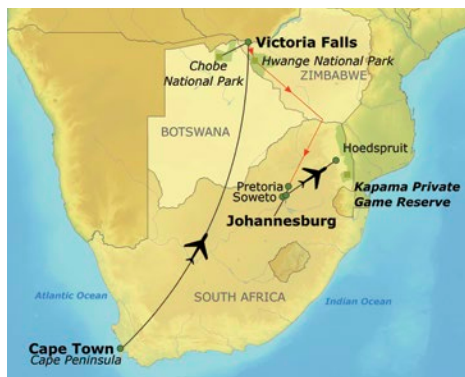 Victoria Falls
Chobe
National Park
Hwange National Park
ZIMBABWE
BOTSWANA
Hoedspruit
Pretoria
Soweto
Kapama Private
Game Reserve
Johannesburg
SOUTH AFRICA
Atlantic Ocean
Indian Ocean
Cape Town
Cape Peninsula